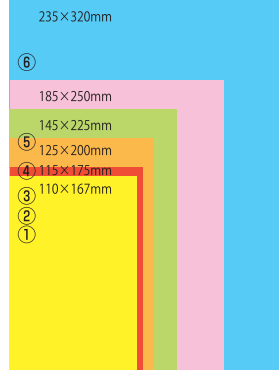 235×320mm
⑥
185×250mm
145×225mm
⑤
125×200mm
④ 115×175mm
③ 110×167mm
②
①